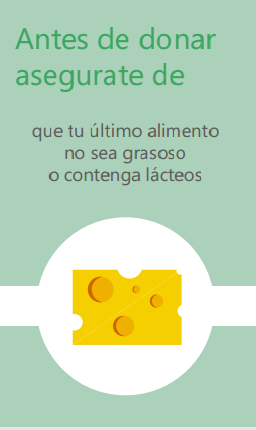 Antes de donar
asegurate de
que tu último alimento
no sea grasoso
o contenga lácteos